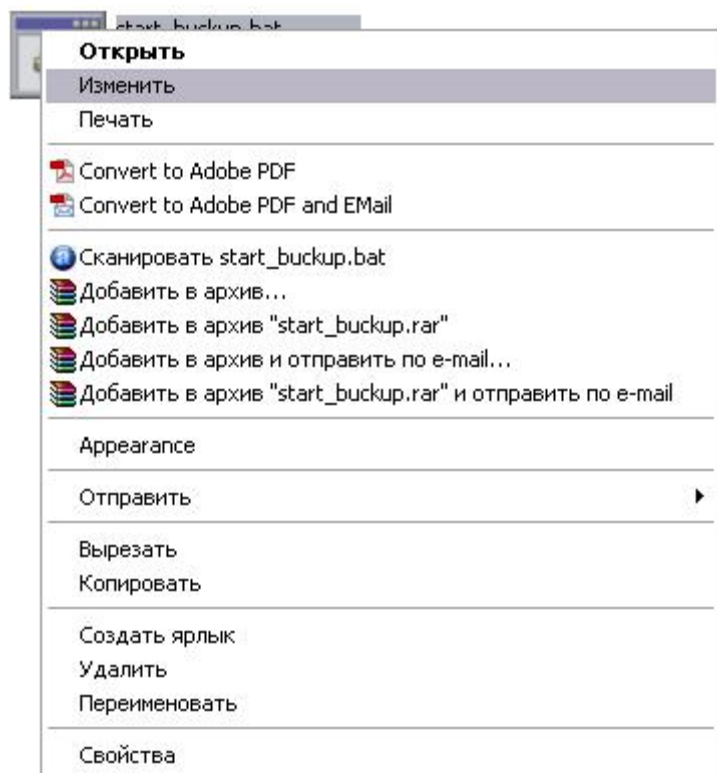 start_buckup.bat
Открыть
Изменить
Печать
Convert to Adobe PDF
Convert to Adobe PDF and EMail
Сканировать start_buckup.bat
Добавить в архив...
Добавить в архив "start_buckup.rar"
Добавить в архив и отправить по e-mail...
Добавить в архив "start_buckup.rar" и отправить по e-mail
Appearance
Отправить
Вырезать
Копировать
Создать ярлык
Удалить
Переименовать
Свойства